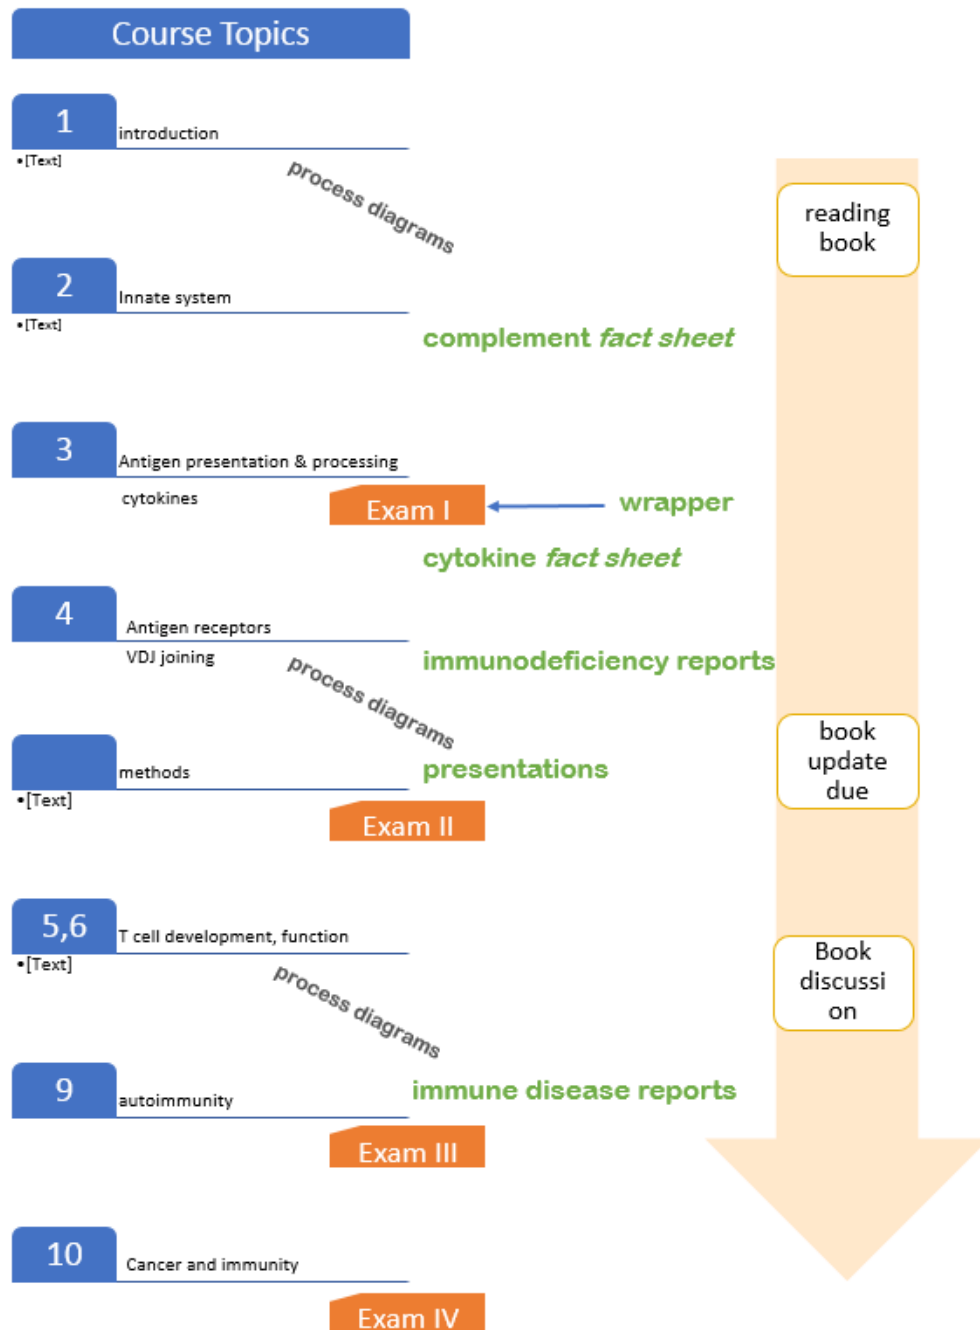 Course Topics
1
introduction
•[Text]
process diagrams
reading
book
2
Innate system
•[Text]
complement fact sheet
3
Antigen presentation & processing
cytokines
Exam I
wrapper
cytokine fact sheet
4
Antigen receptors
VDJ joining
immunodeficiency reports
process diagrams
book
update
due
methods
presentations
•[Text]
Exam II
5,6
T cell development, function
•[Text]
Book
discussi
on
process diagrams
9
autoimmunity
immune disease reports
Exam III
10
Cancer and immunity
Exam IV